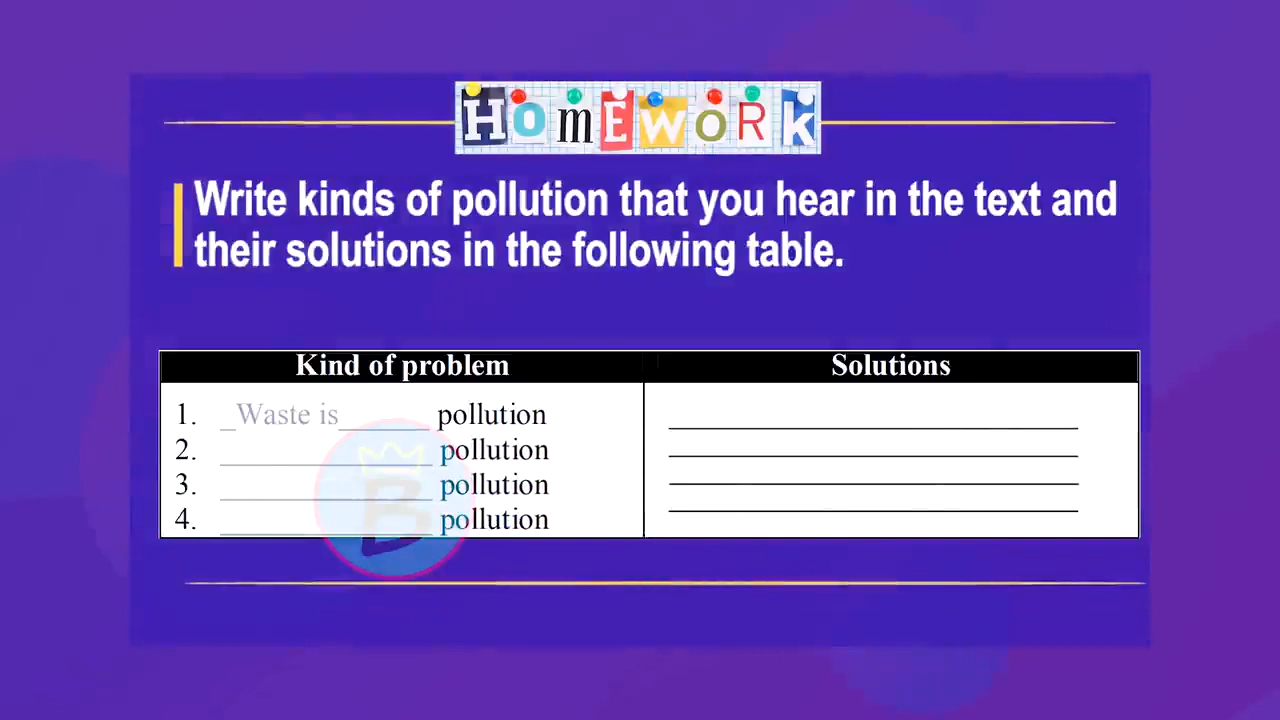 HomEwoRk
Write kinds of pollution that you hear in the text and
their solutions in the following table.
Kind of problem
Solutions
1. _Waste is______ pollution
2. ______________ pollution
3. ______________ pollution
4. ______________ pollution
B